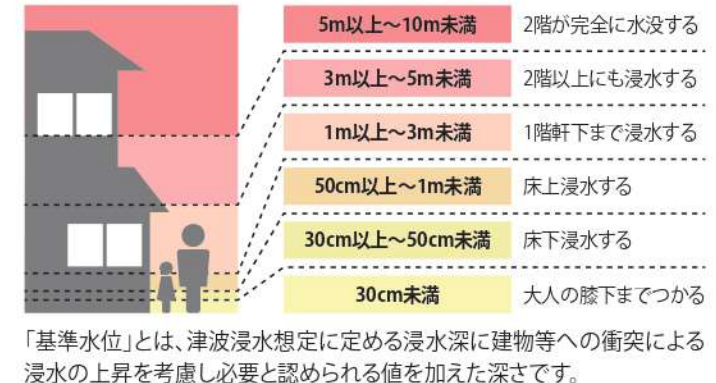 5m以上～10m未満 2階が完全に水没する
3m以上～5m未満 2階以上にも浸水する
1m以上～3m未満 1階軒下まで浸水する
50cm以上～1m未満 床上浸水する
30cm以上～50cm未満 床下浸水する
30cm未満 大人の膝下までつかる
「基準水位」とは、津波浸水想定に定める浸水深に建物等への衝突による
浸水の上昇を考慮し必要と認められる値を加えた深さです。